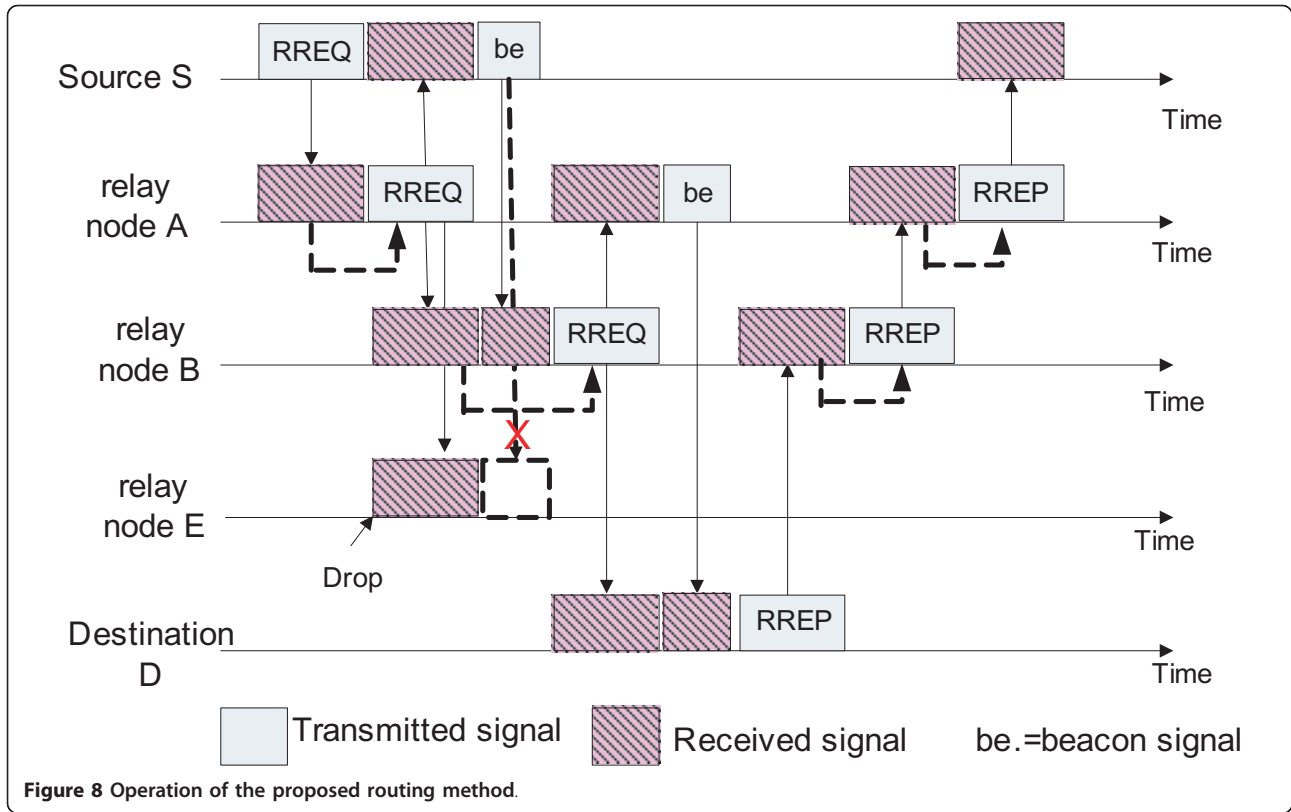 RREQ
be
Source S
Time
relay
node A
RREQ
be
RREP
Time
relay
node B
RREQ
RREP
Time
X
relay
node E
Time
Drop
Destination
D
RREP
Time
Transmitted signal
Received signal
be.=beacon signal
Figure 8 Operation of the proposed routing method.